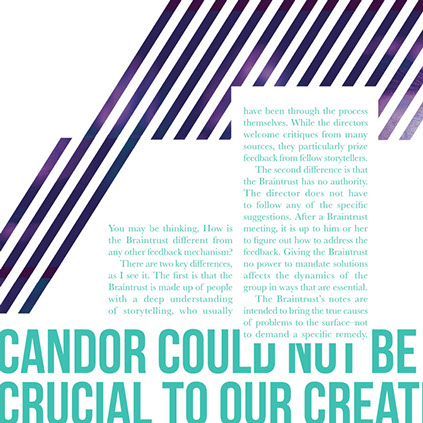 You may be thinking, How is
the Braintrust different from
any other feedback mechanism?
There are two key differences,
as I see it. The first is that the
Braintrust is made up of people
with a deep understanding
of storytelling, who usually
have been through the process
themselves. While the directors
welcome critiques from many
sources, they particularly prize
feedback from fellow storytellers.
The second difference is that
the Braintrust has no authority.
The director does not have
to follow any of the specific
suggestions. After a Braintrust
meeting, it is up to him or her
to figure out how to address the
feedback. Giving the Braintrust
no power to mandate solutions
affects the dynamics of the
group in ways that are essential.
The Braintrust's notes are
intended to bring the true causes
of problems to the surface–not
to demand a specific remedy.
CANDOR COULD NOT BE
CRUCIAL TO OUR CREATI